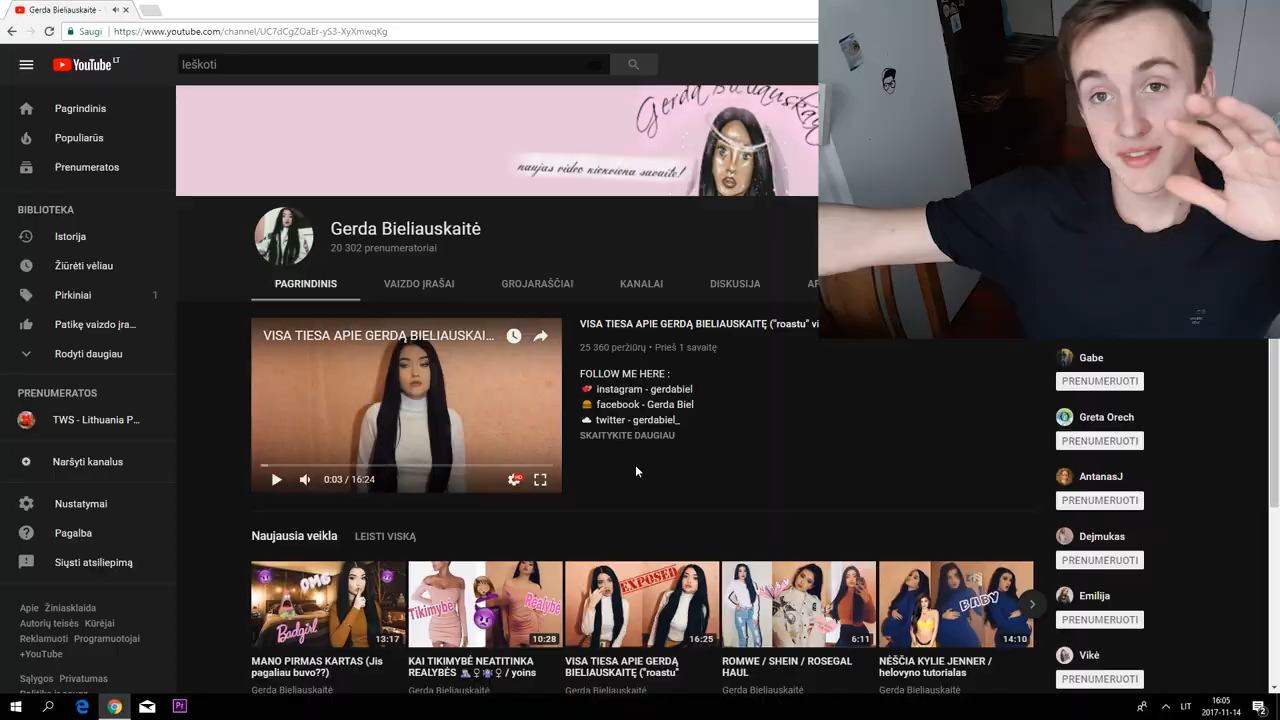 Gerda Bieliauskaitė -
Saugi
https://www.youtube.com/channel/UC7dCgZOaEr-yS3-XyXmwqKg
YouTube LT
Ieškoti
Pagrindinis
Populiarūs
Prenumeratos
BIBLIOTEKA
Istorija
Žiūrėti vėliau
Pirkiniai 1
Patikę vaizdo įra...
Rodyti daugiau
PRENUMERATOS
TWS - Lithuania P...
Naršyti kanalus
Nustatymai
Pagalba
Siųsti atsiliepimą
Apie Žiniasklaida
Autorių teisės Kūrėjai
Reklamuoti Programuotojai
+YouTube
Sąlygos Privatumas
naujas video kiekviena savaite!
Gerda Bieliauskaitė
20 302 prenumeratoriai
PAGRINDINIS
VAIZDO ĮRAŠAI
GROJARAŠČIAI
KANALAI
DISKUSIJA
VISA TIESA APIE GERDĄ BIELIAUSKAI...
0:03 / 16:24
VISA TIESA APIE GERDĄ BIELIAUSKAITĘ ("roastu" vi
25 360 peržiūrų • Prieš 1 savaitę
FOLLOW ME HERE :
instagram - gerdabiel
facebook - Gerda Biel
twitter - gerdabiel_
SKAITYKITE DAUGIAU
Naujausia veikla
LEISTI VISKĄ
OMG
Badgirl
13:17
MANO PIRMAS KARTAS (Jis
pagaliau buvo??)
Gerda Bieliauskaitė
Tikimybė
Realybė
10:28
KAI TIKIMYBĖ NEATITINKA
REALYBĖS / yoins
Gerda Bieliauskaitė
EXPOSED
16:25
VISA TIESA APIE GERDĄ
BIELIAUSKAITĘ ("roastu"
Gerda Bieliauskaitė
6:11
ROMWE / SHEIN / ROSEGAL
HAUL
Gerda Bieliauskaitė
BABY
14:10
NĖŠČIA KYLIE JENNER /
helovyno tutorialas
Gerda Bieliauskaitė
Gabe
PRENUMERUOTI
Greta Orech
PRENUMERUOTI
AntanasJ
PRENUMERUOTI
Dejmukas
PRENUMERUOTI
Emilija
PRENUMERUOTI
Vikė
PRENUMERUOTI
LIT
16:05
2017-11-14
2